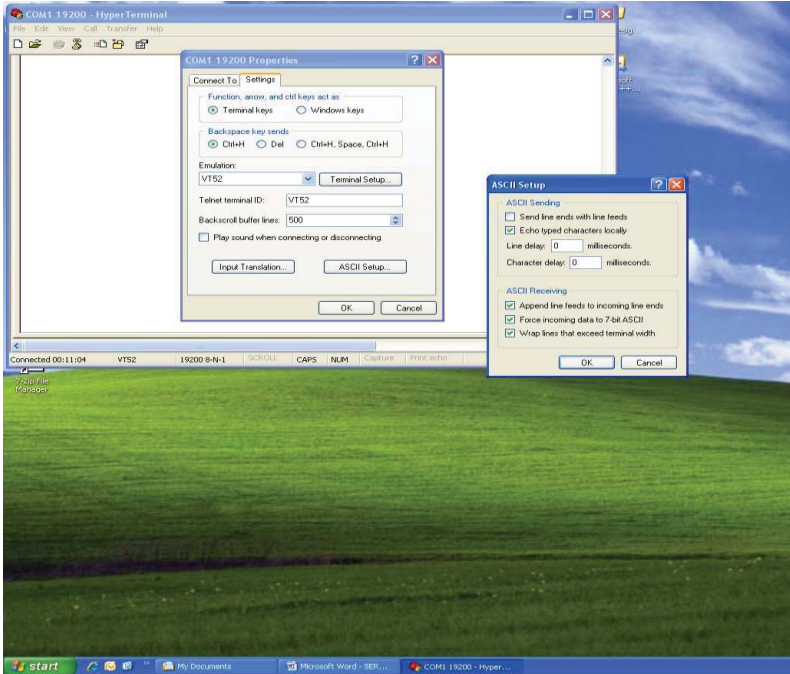 COM1 19200 - HyperTerminal
File Edit View Call Transfer Help
COM1 19200 Properties
Connect To Settings
Function, arrow, and ctrl keys act as
Terminal keys Windows keys
Backspace key sends
Ctrl+H Del Ctrl+H, Space, Ctrl+H
Emulation:
VT52 Terminal Setup...
Telnet terminal ID: VT52
Backscroll buffer lines: 500
Play sound when connecting or disconnecting
Input Translation... ASCII Setup...
OK Cancel
ASCII Setup
ASCII Sending
Send line ends with line feeds
Echo typed characters locally
Line delay: 0 milliseconds.
Character delay: 0 milliseconds.
ASCII Receiving
Append line feeds to incoming line ends
Force incoming data to 7-bit ASCII
Wrap lines that exceed terminal width
OK Cancel
Connected 00:11:04 VT52 19200 8-N-1 SCROLL CAPS NUM Capture Print echo
7-Zip File
Manager
start My Documents Microsoft Word - SER... COM1 19200 - Hyper...